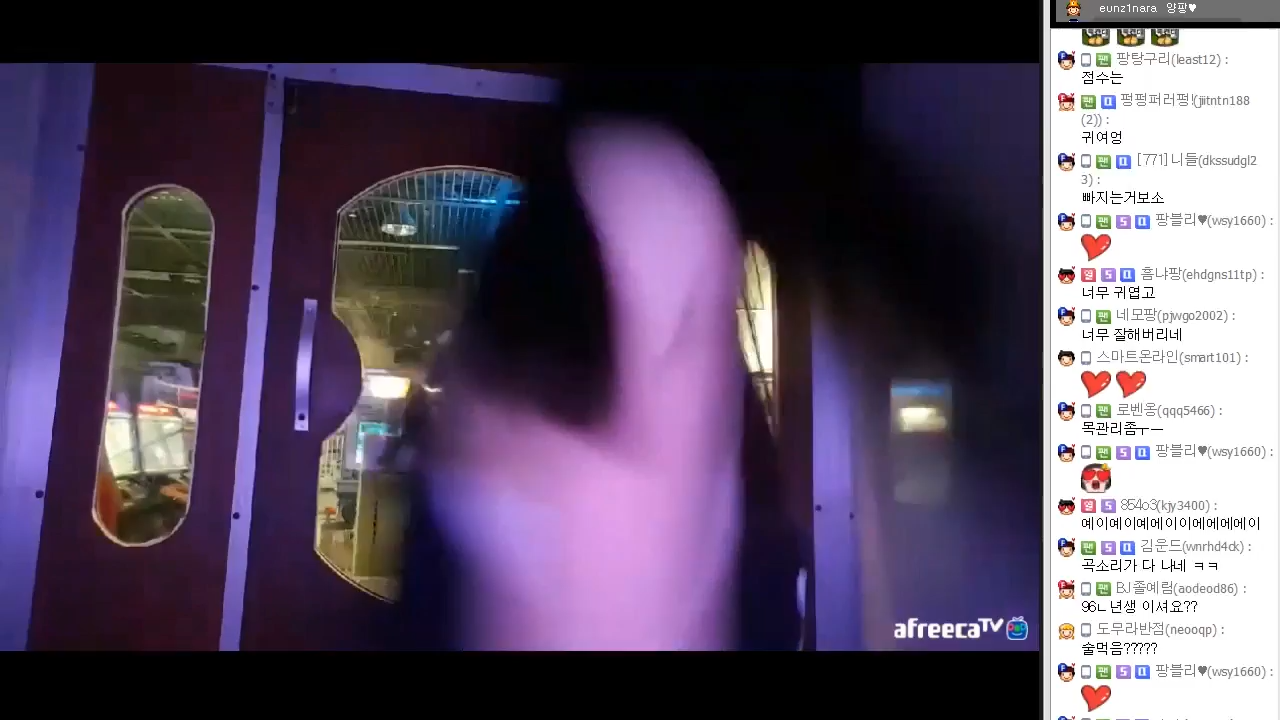 eunz1nara 양팡♥
팡탕구리(least12) :
점수는
펑펑퍼러펑!(jiitntn188
(2)) :
귀여엉
[771] 니들(dkssudgl2
3) :
빠지는거보소
팡블리♥(wsy1660) :
열 흠냐팡(ehdgns11tp) :
너무 귀엽고
네모팡(pjwgo2002) :
너무 잘해버리네
스마트온라인(smart101) :
로벤옹(qqq5466) :
목관리좀ㅜㅡ
팡블리♥(wsy1660) :
854o3(kjy3400) :
예이예이예에이이에에에에이
김운드(wnrhd4ck) :
곡소리가 다 나네 ㅋㅋ
BJ졸예렴(aodeod86) :
96ㄴ년생 이셔요??
도무라반점(neooqp) :
술먹음?????
팡블리♥(wsy1660) :
afreecaTV